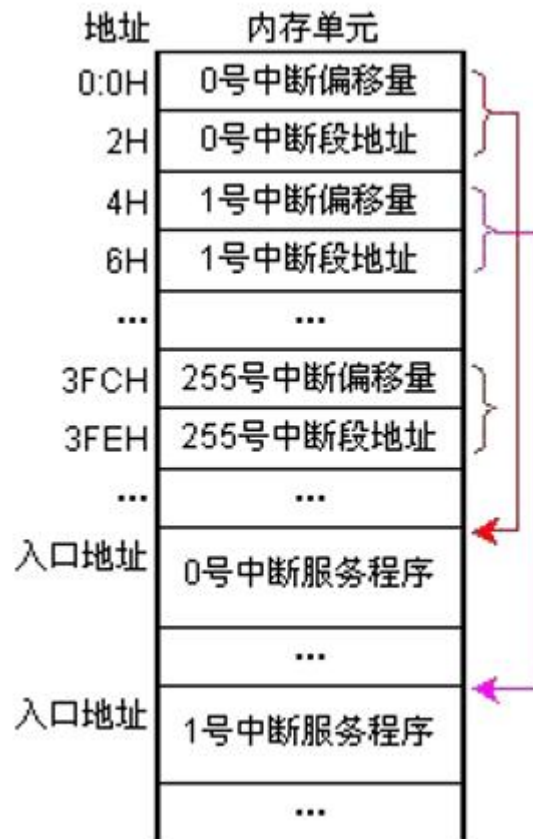 地址 内存单元
0:0H 0号中断偏移量
2H 0号中断段地址
4H 1号中断偏移量
6H 1号中断段地址
... ...
3FCH 255号中断偏移量
3FEH 255号中断段地址
... ...
入口地址 0号中断服务程序
...
入口地址 1号中断服务程序
...